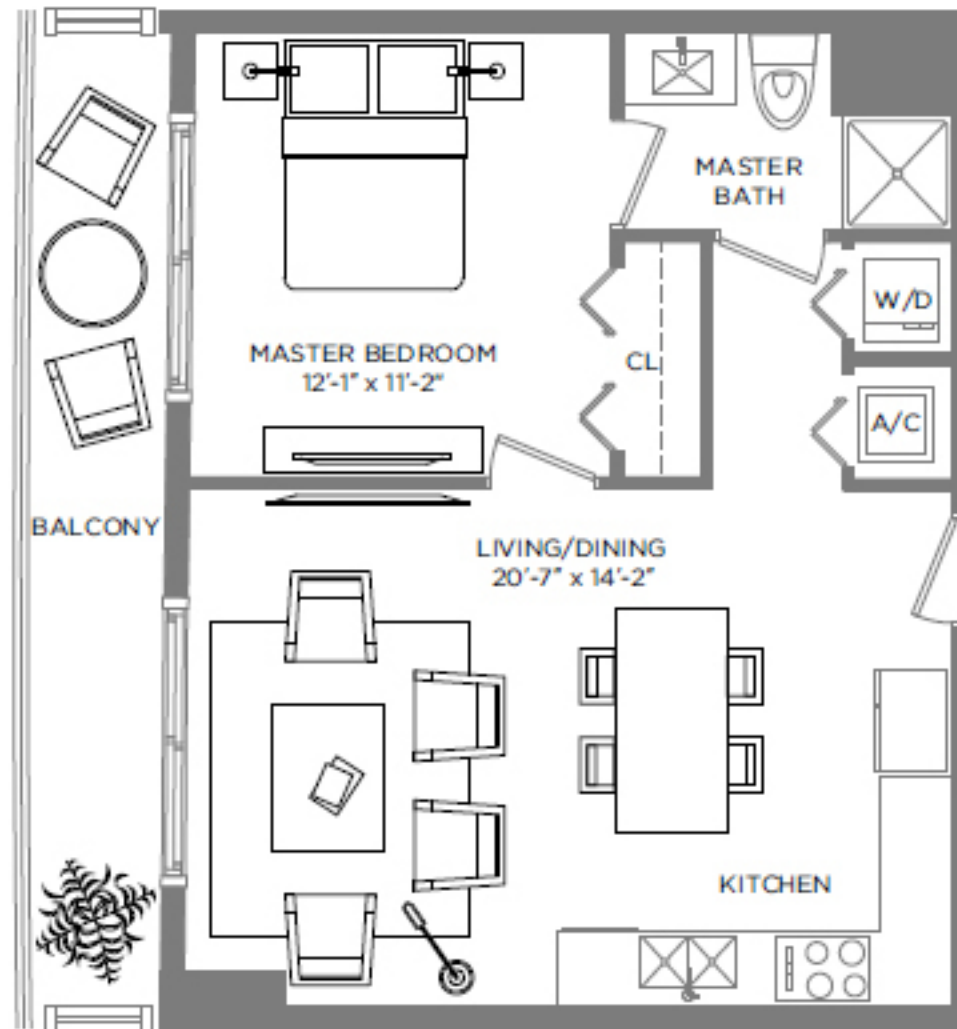 MASTER
BATH
W/D
MASTER BEDROOM
12'-1" x 11'-2"
CL
A/C
BALCONY
LIVING/DINING
20'-7" x 14'-2"
KITCHEN